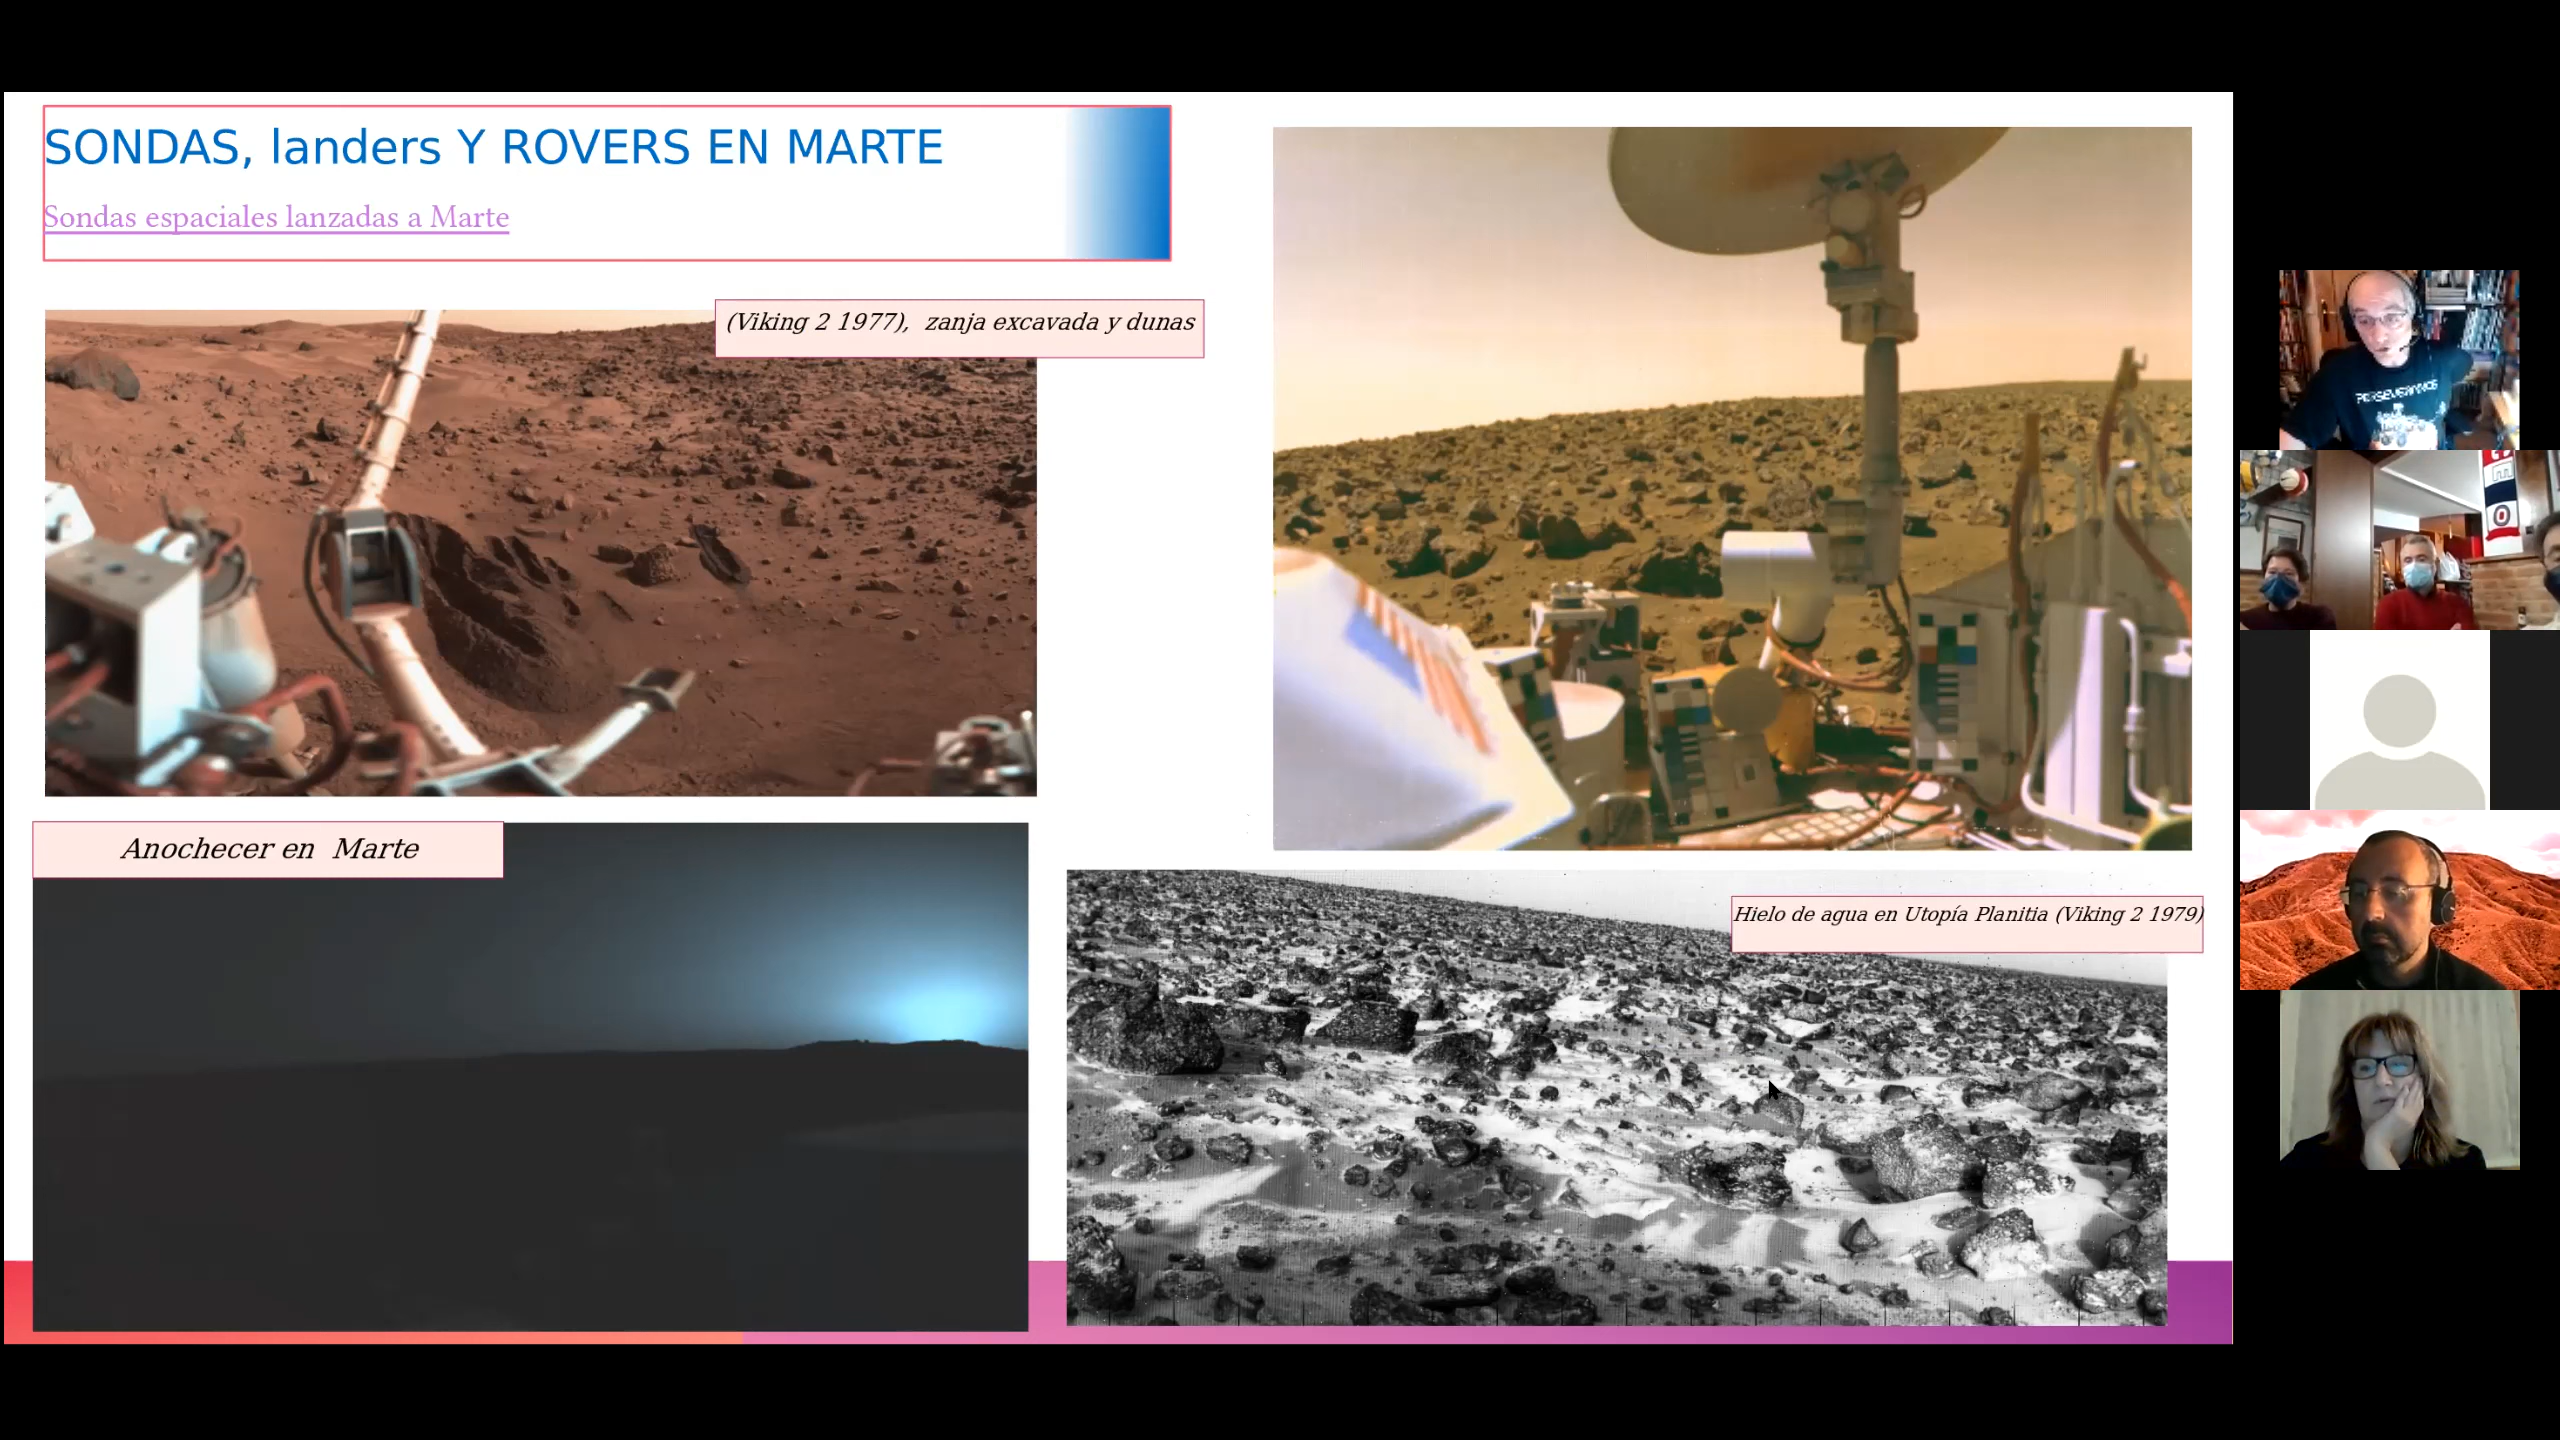 SONDAS, landers Y ROVERS EN MARTE
Sondas espaciales lanzadas a Marte
(Viking 2 1977), zanja excavada y dunas
Anochecer en Marte
Hielo de agua en Utopía Planitia (Viking 2 1979)